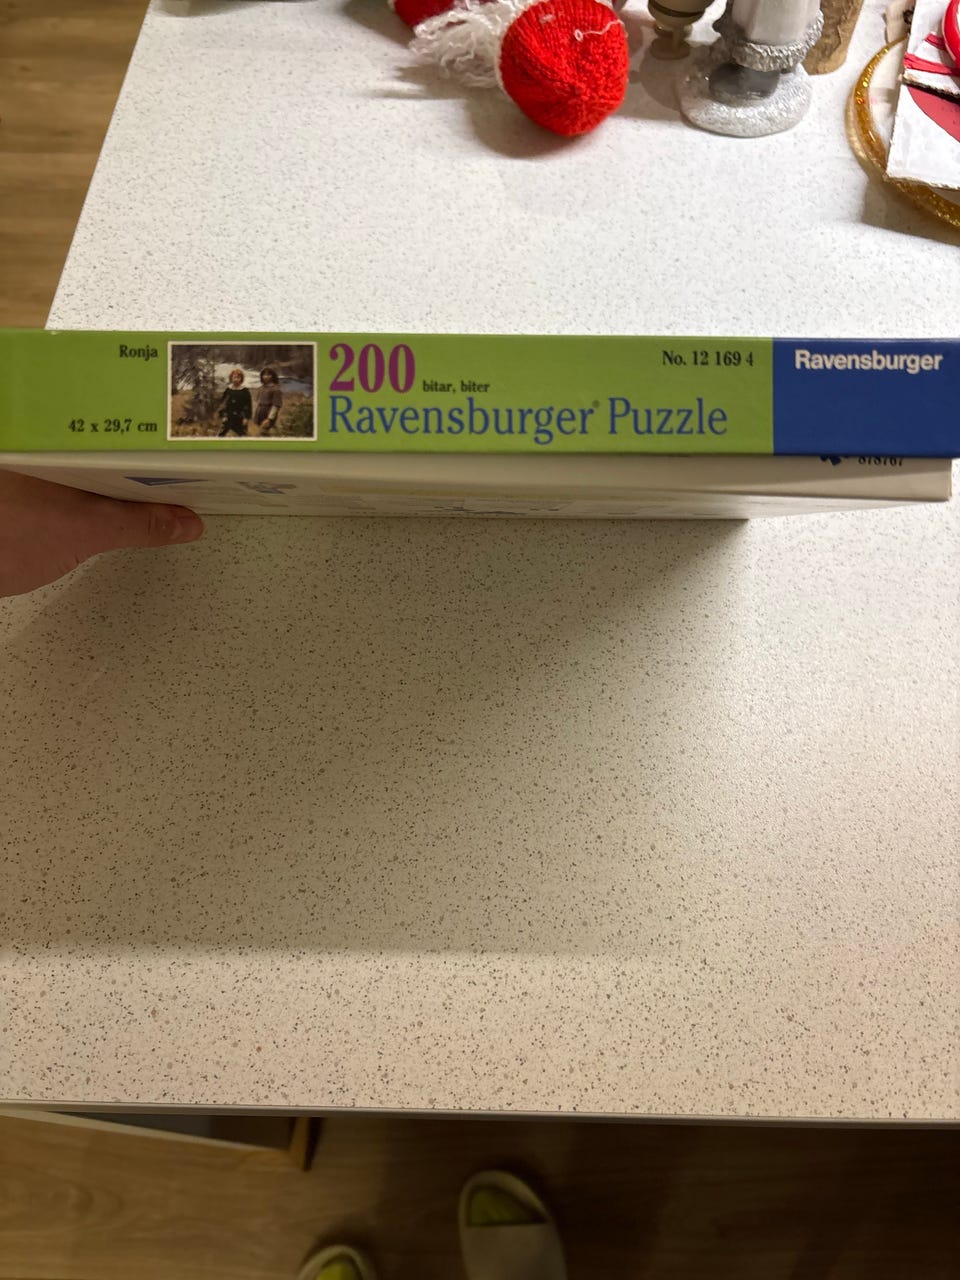 Ronja
42 x 29,7 cm
200 bitar, biter
Ravensburger® Puzzle
No. 12 169 4
Ravensburger